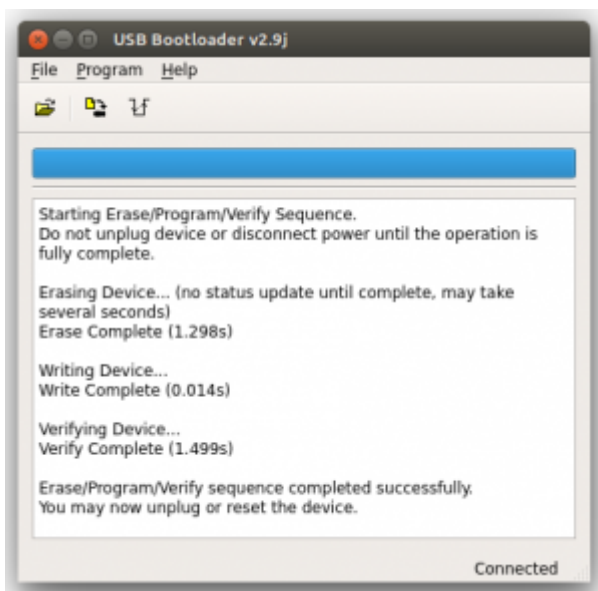 USB Bootloader v2.9j
File Program Help
Starting Erase/Program/Verify Sequence.
Do not unplug device or disconnect power until the operation is
fully complete.
Erasing Device... (no status update until complete, may take
several seconds)
Erase Complete (1.298s)
Writing Device...
Write Complete (0.014s)
Verifying Device...
Verify Complete (1.499s)
Erase/Program/Verify sequence completed successfully.
You may now unplug or reset the device.
Connected